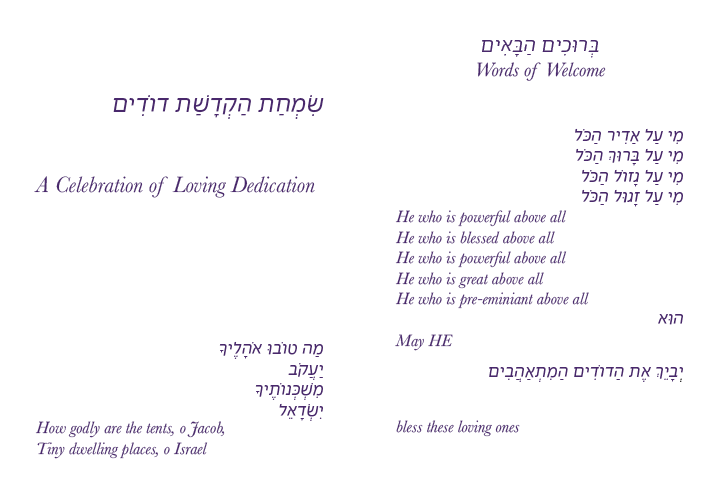 שִׂמְחַת הַקְדָשַׁת דוֹדִים
A Celebration of Loving Dedication
מַה טוֹבוּ אֹהָלֶיךָ
יַעֲקֹב
מִשְׁכְּנוֹתֶיךָ
יִשְׂדָאֵל
How godly are the tents, o Jacob,
Tiny dwelling places, o Israel
בְּרוּכִים הַבָּאִים
Words of Welcome
מִי עַל אַדִיר הַכֹּל
מִי עַל בָּרוּךְ הַכֹּל
מִי עַל גָזוֹל הַכֹּל
מִי עַל זָגוּל הַכֹּל
He who is powerful above all
He who is blessed above all
He who is powerful above all
He who is great above all
He who is pre-eminiant above all
הוּא
May HE
יְבָיֵךְ אֶת הַדוֹדִים הַמִתְאַהֲבִים
bless these loving ones